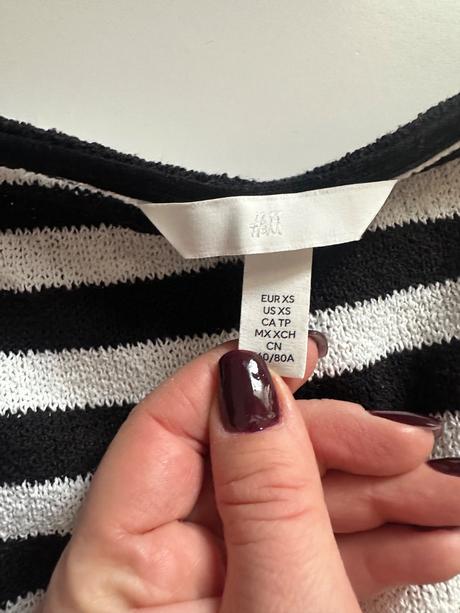 H&M
EUR XS
US XS
CA TP
MX XCH
CN